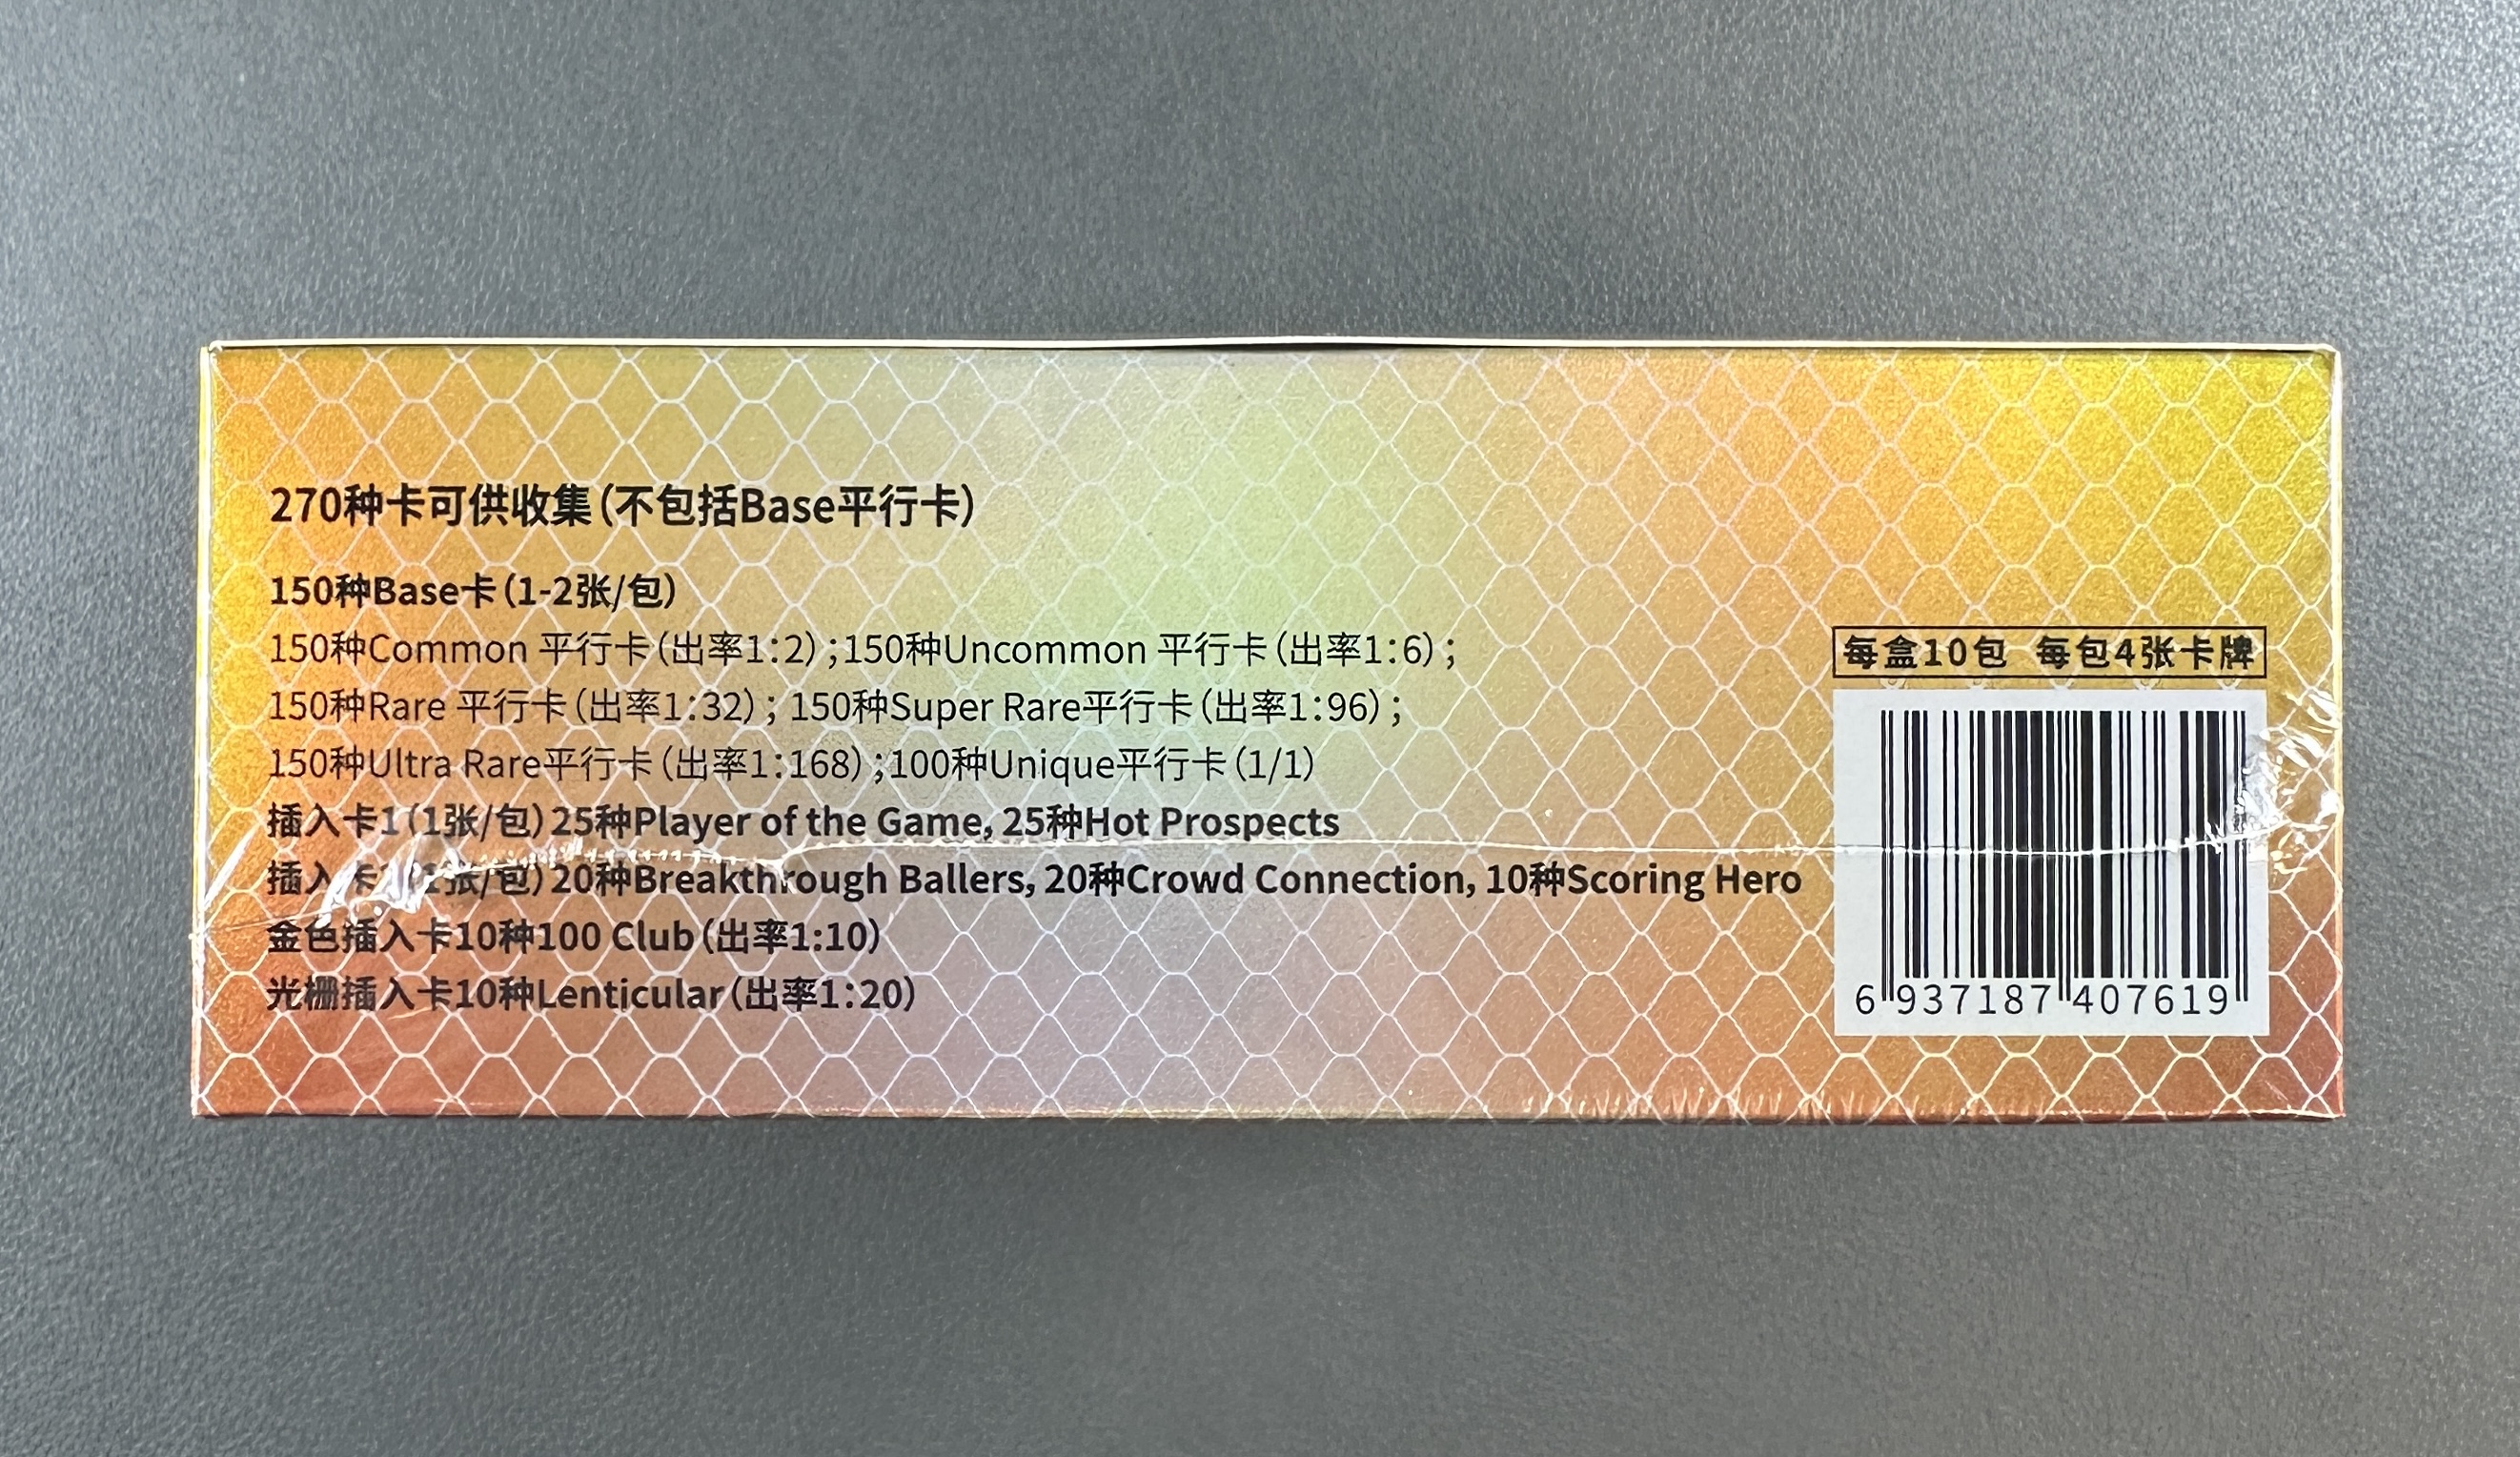 270种卡可供收集(不包括Base平行卡)
150种Base卡(1-2张/包)
150种Common 平行卡(出率1:2);150种Uncommon 平行卡(出率1:6);
150种Rare 平行卡(出率1:32); 150种Super Rare平行卡(出率1:96);
150种Ultra Rare平行卡(出率1:168);100种Unique平行卡(1/1)
插入卡1(1张/包)25种Player of the Game, 25种Hot Prospects
插入卡2(1张/包)20种Breakthrough Ballers, 20种Crowd Connection, 10种Scoring Hero
金色插入卡10种100 Club(出率1:10)
光栅插入卡10种Lenticular(出率1:20)
每盒10包 每包4张卡牌
6 937187 407619